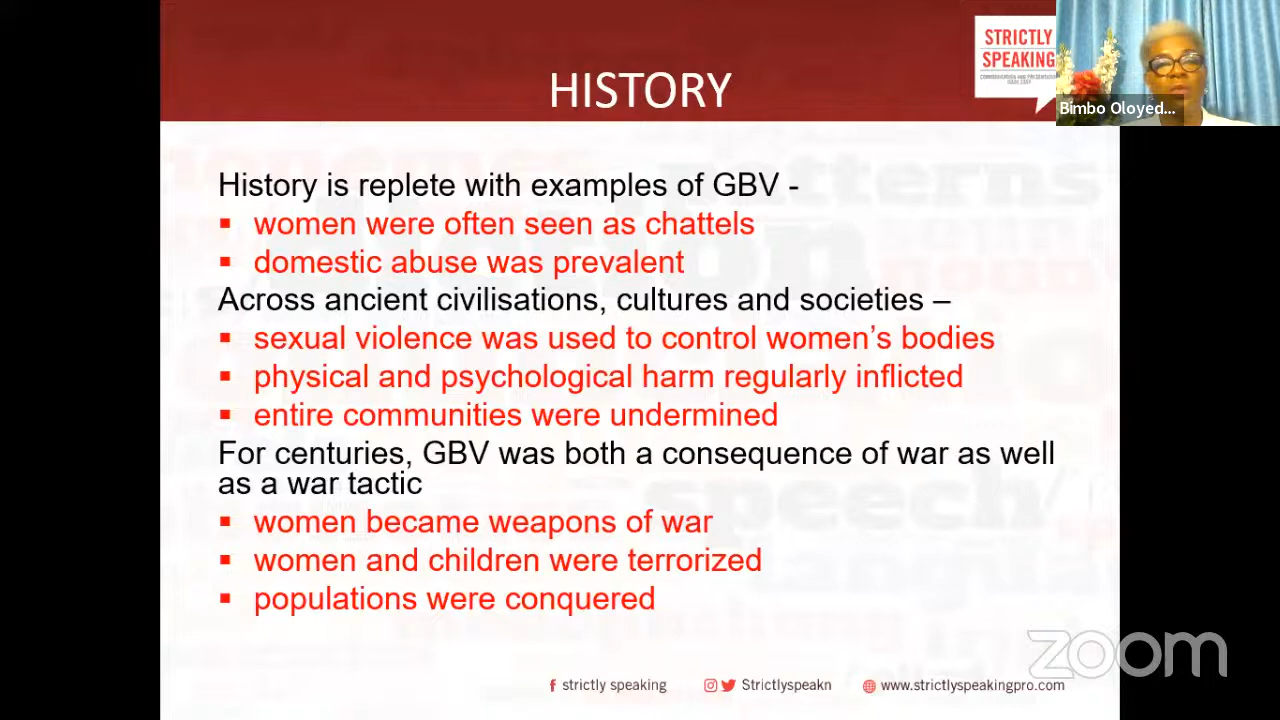 STRICTLY
SPEAKING
HISTORY
Bimbo Oloyed...
History is replete with examples of GBV -
▪ women were often seen as chattels
▪ domestic abuse was prevalent
Across ancient civilisations, cultures and societies –
▪ sexual violence was used to control women's bodies
▪ physical and psychological harm regularly inflicted
▪ entire communities were undermined
For centuries, GBV was both a consequence of war as well
as a war tactic
▪ women became weapons of war
▪ women and children were terrorized
▪ populations were conquered
zoom
strictly speaking Strictlyspeakn www.strictlyspeakingpro.com
patterns
noun
speech